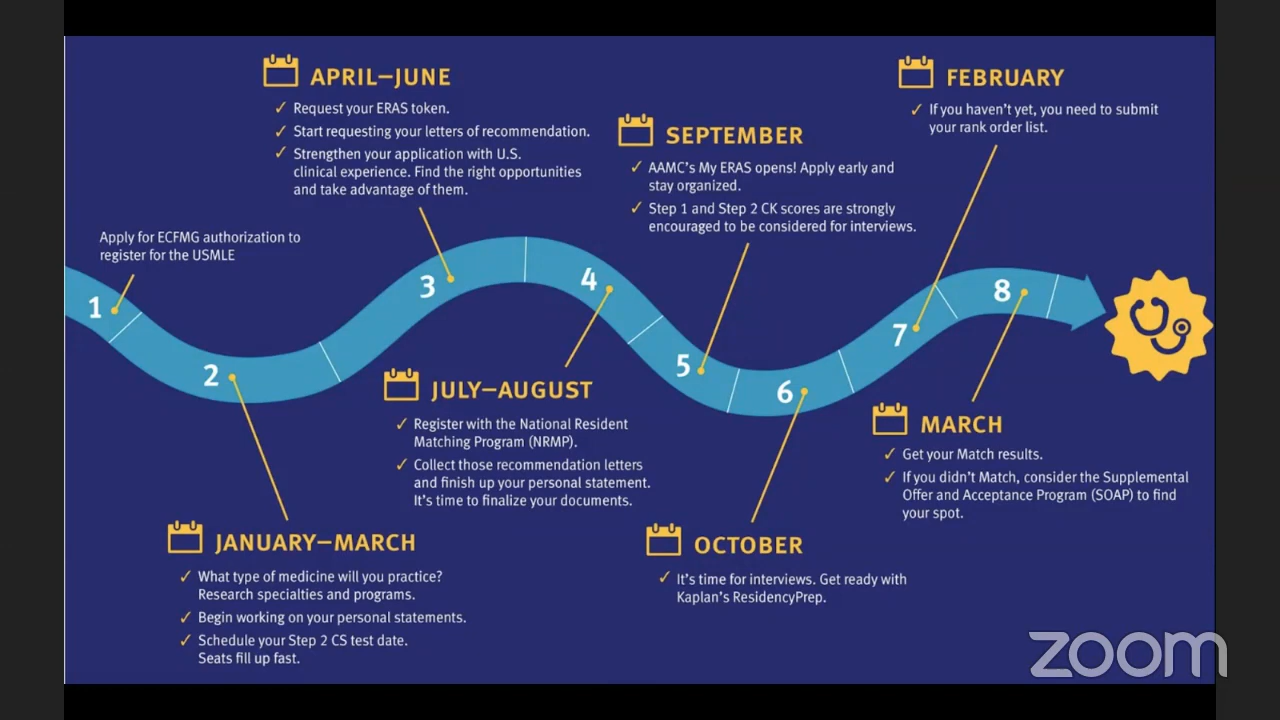 1
Apply for ECFMG authorization to
register for the USMLE
2
JANUARY–MARCH
✓ What type of medicine will you practice?
Research specialties and programs.
✓ Begin working on your personal statements.
✓ Schedule your Step 2 CS test date.
Seats fill up fast.
3
APRIL–JUNE
✓ Request your ERAS token.
✓ Start requesting your letters of recommendation.
✓ Strengthen your application with U.S.
clinical experience. Find the right opportunities
and take advantage of them.
4
JULY–AUGUST
✓ Register with the National Resident
Matching Program (NRMP).
✓ Collect those recommendation letters
and finish up your personal statement.
It's time to finalize your documents.
5
SEPTEMBER
✓ AAMC's My ERAS opens! Apply early and
stay organized.
✓ Step 1 and Step 2 CK scores are strongly
encouraged to be considered for interviews.
6
OCTOBER
✓ It's time for interviews. Get ready with
Kaplan's ResidencyPrep.
7
FEBRUARY
✓ If you haven't yet, you need to submit
your rank order list.
8
MARCH
✓ Get your Match results.
✓ If you didn't Match, consider the Supplemental
Offer and Acceptance Program (SOAP) to find
your spot.
zoom